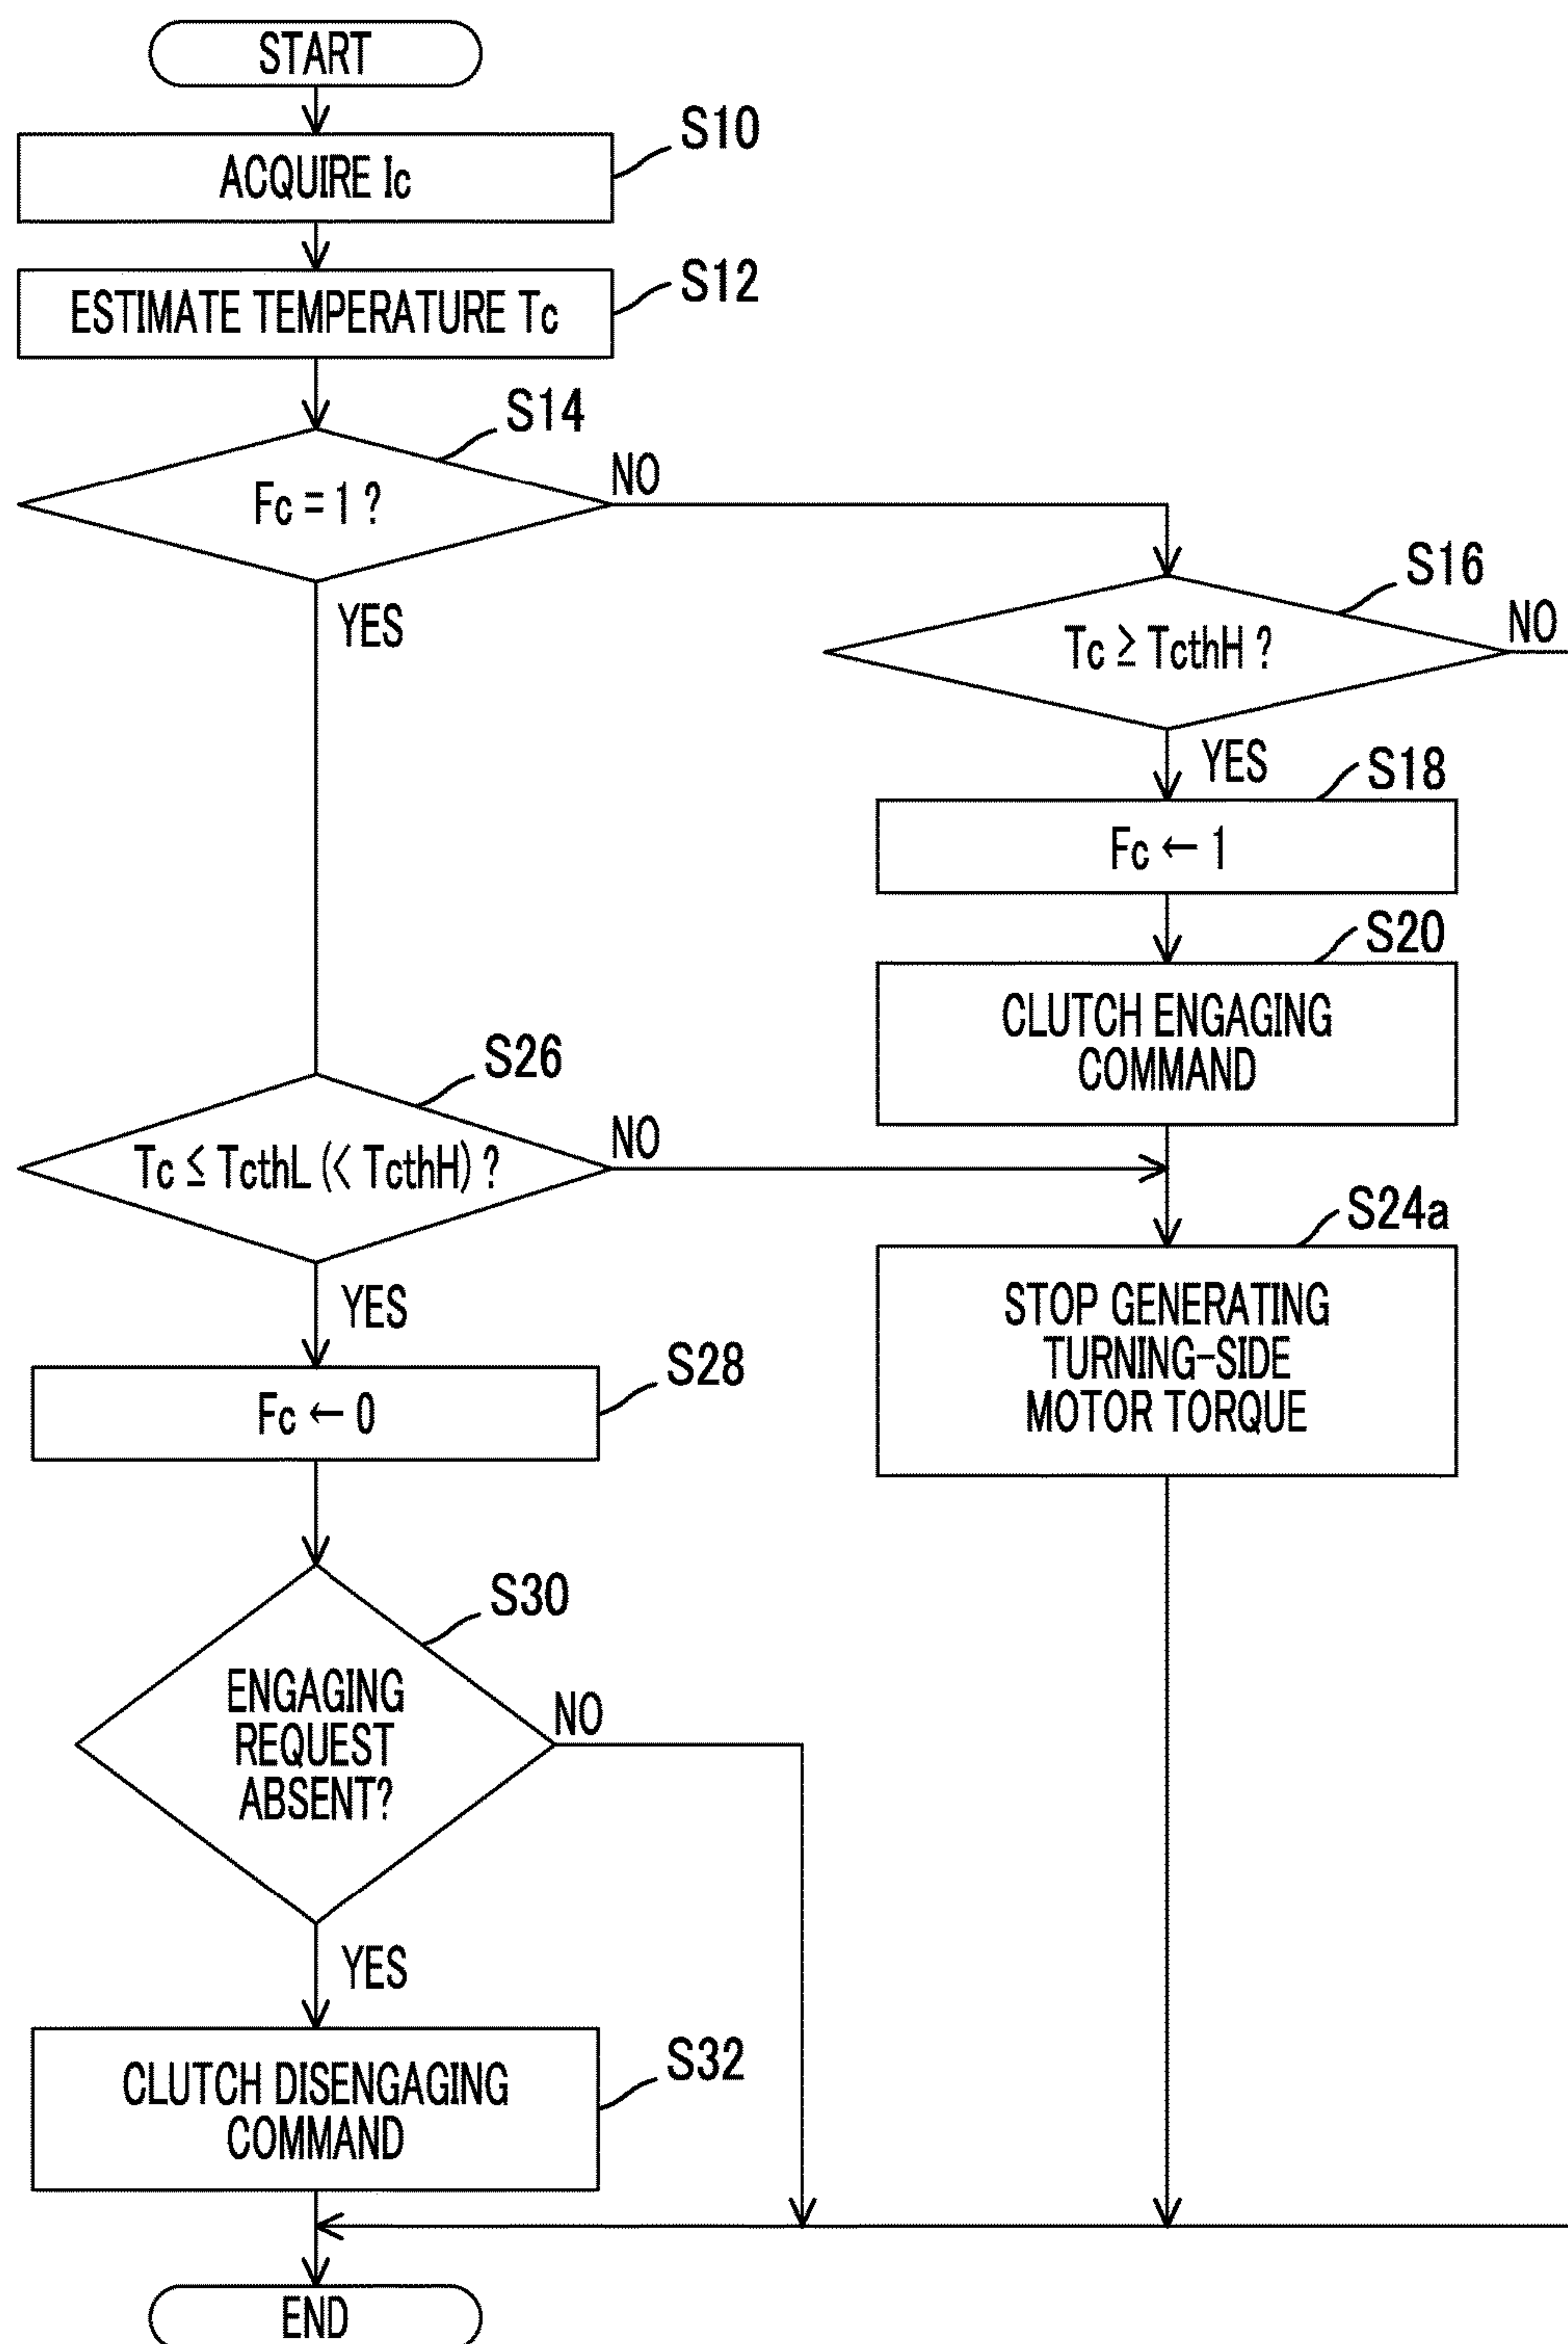 START
S10
ACQUIRE Ic
S12
ESTIMATE TEMPERATURE Tc
S14
Fc = 1 ?
NO
YES
S16
Tc ≥ TcthH ?
NO
YES
S18
Fc ← 1
S20
CLUTCH ENGAGING
COMMAND
S26
Tc ≤ TcthL (< TcthH) ?
NO
YES
S24a
STOP GENERATING
TURNING-SIDE
MOTOR TORQUE
S28
Fc ← 0
S30
ENGAGING
REQUEST
ABSENT?
NO
YES
S32
CLUTCH DISENGAGING
COMMAND
END